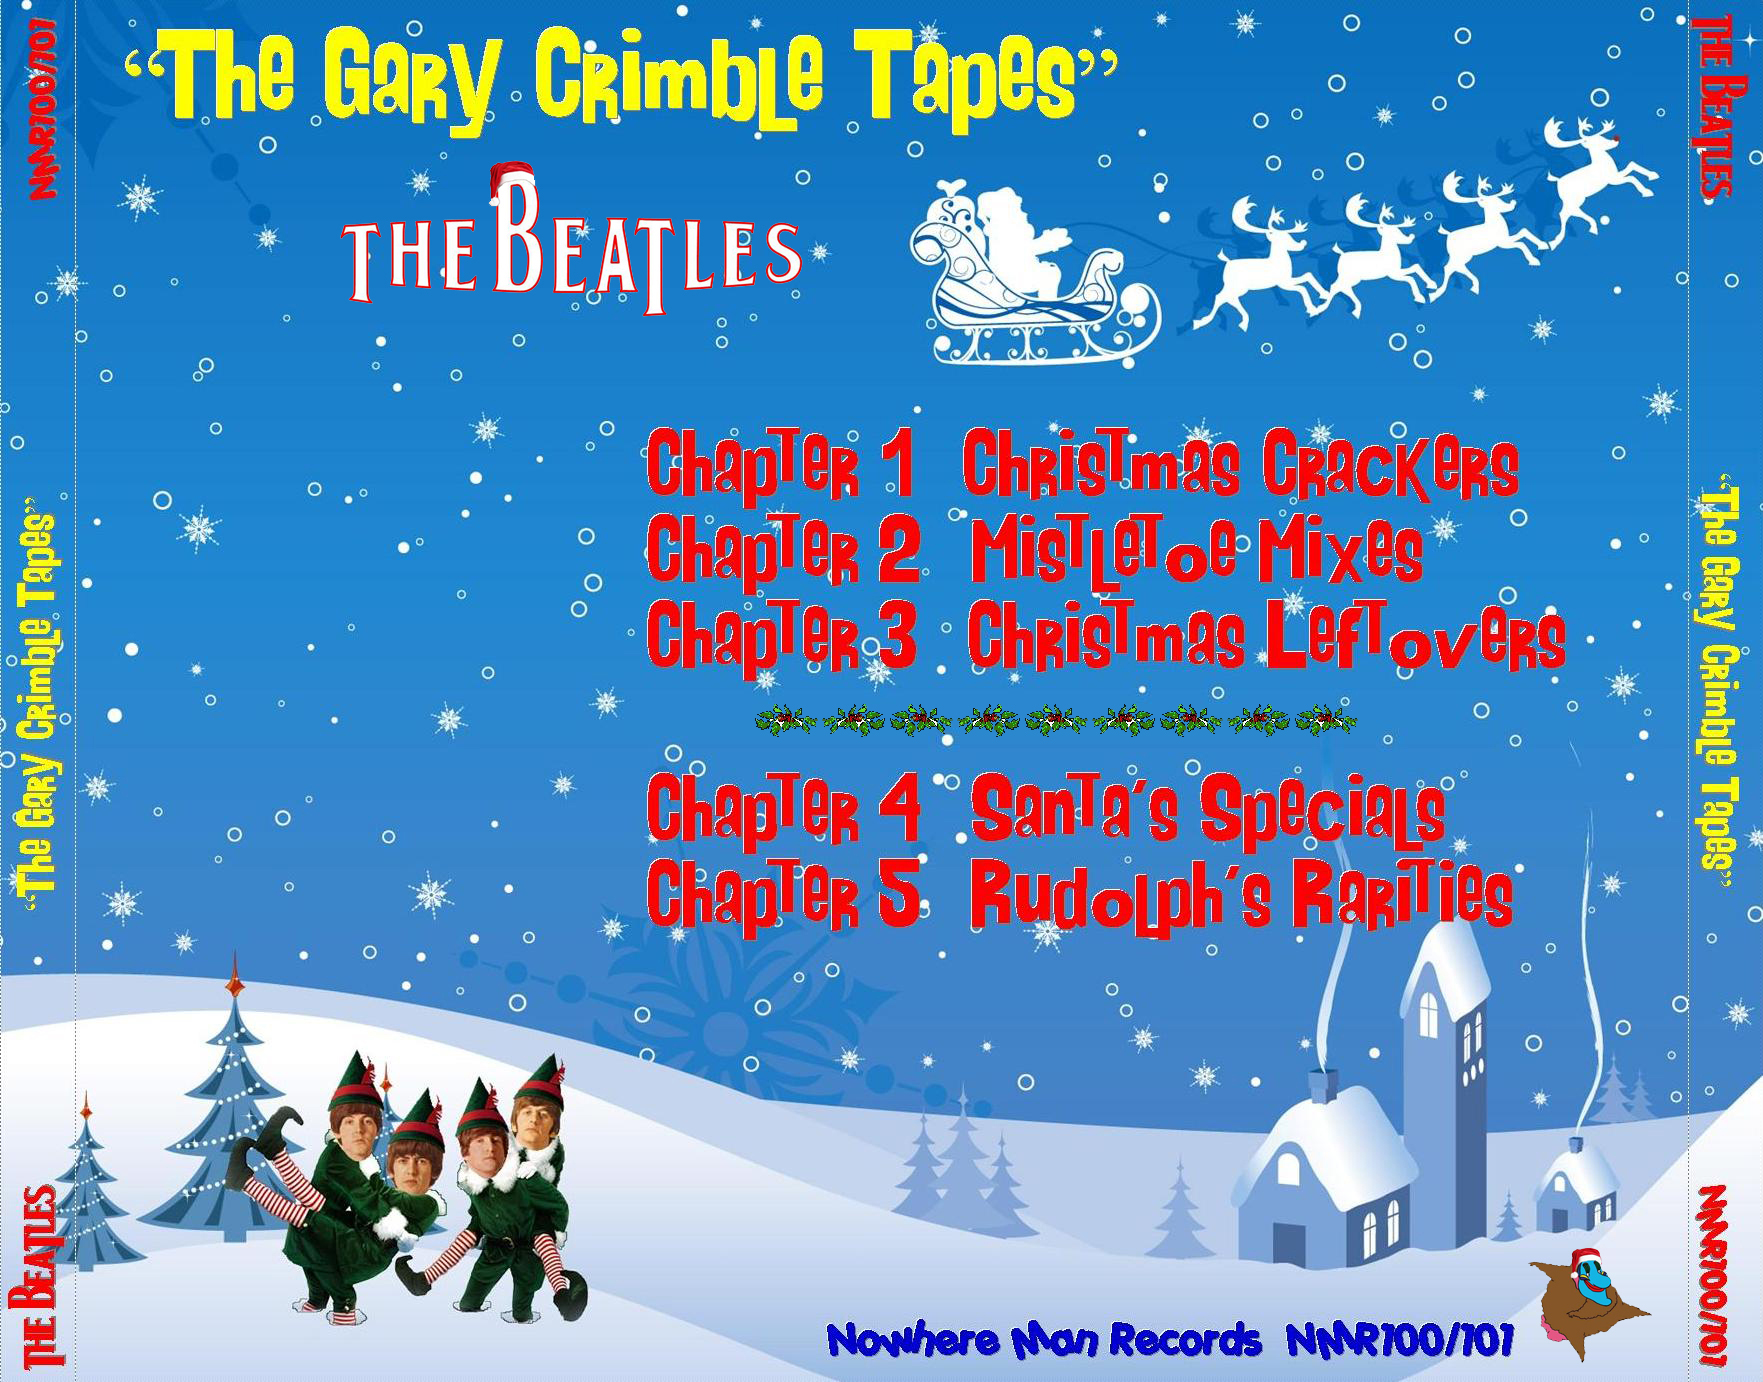 “The Gary Crimble Tapes”
THE BEATLES
Chapter 1 Christmas Crackers
Chapter 2 Mistletoe Mixes
Chapter 3 Christmas Leftovers
Chapter 4 Santa's Specials
Chapter 5 Rudolph's Rarities
Nowhere Man Records NMR100/101
NMR100/101
“The Gary Crimble Tapes”
THE BEATLES
THE BEATLES
“The Gary Crimble Tapes”
NMR100/101